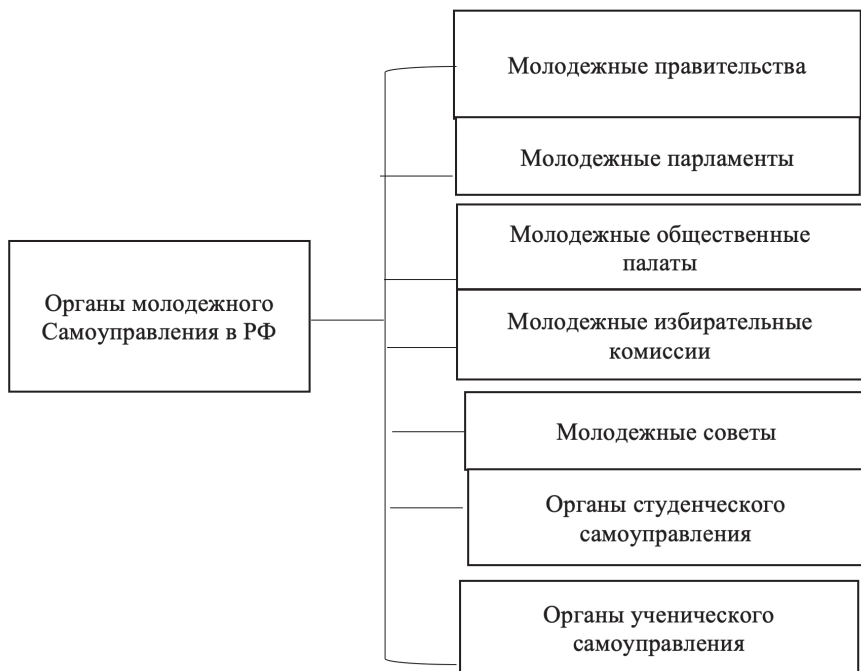 Молодежные правительства
Молодежные парламенты
Молодежные общественные
палаты
Органы молодежного
Самоуправления в РФ
Молодежные избирательные
комиссии
Молодежные советы
Органы студенческого
самоуправления
Органы ученического
самоуправления